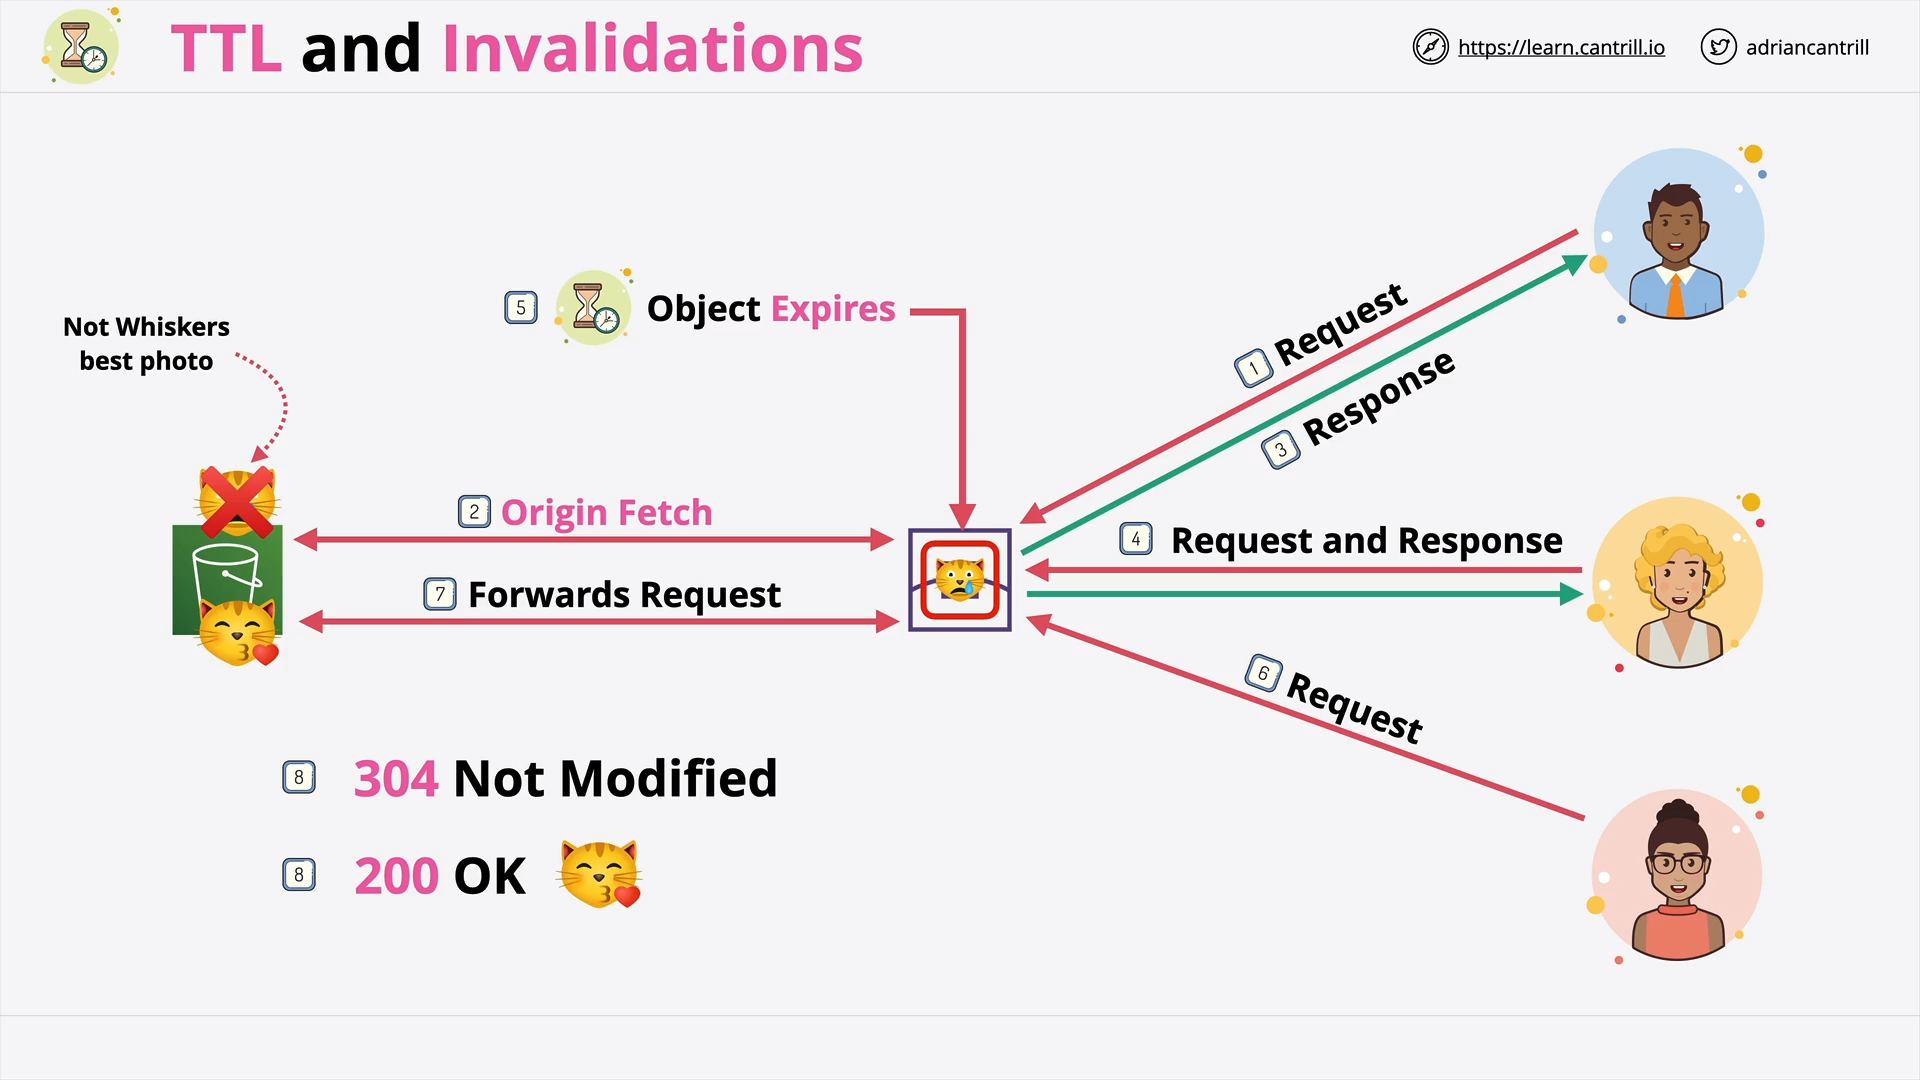 TTL and Invalidations
https://learn.cantrill.io
adriancantrill
5 Object Expires
Not Whiskers
best photo
1 Request
3 Response
2 Origin Fetch
4 Request and Response
7 Forwards Request
6 Request
8 304 Not Modified
8 200 OK